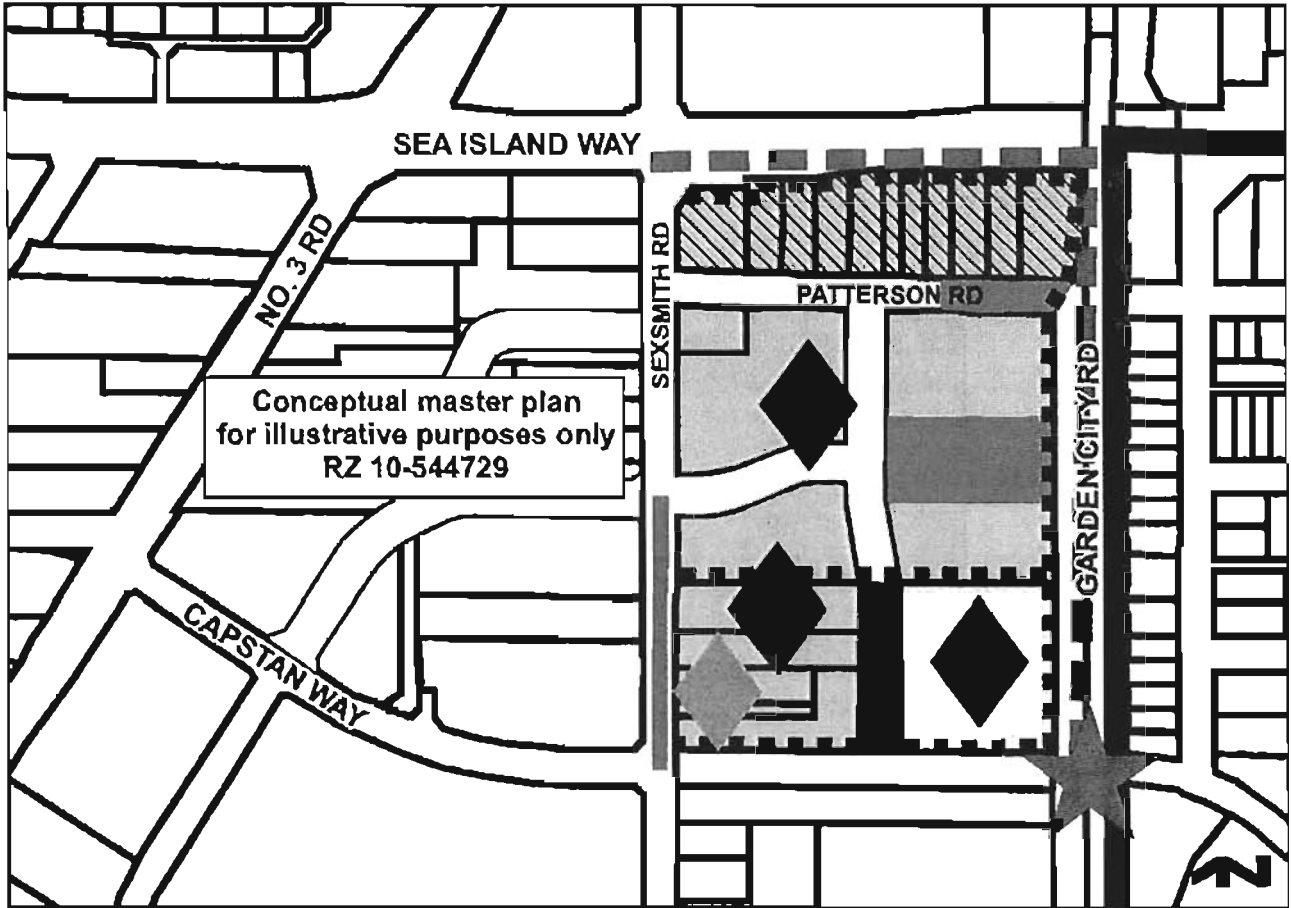 SEA ISLAND WAY
NO. 3 RD
SEXSMITH RD
PATTERSON RD
Conceptual master plan
for illustrative purposes only
RZ 10-544729
GARDEN CITY RD
CAPSTAN WAY